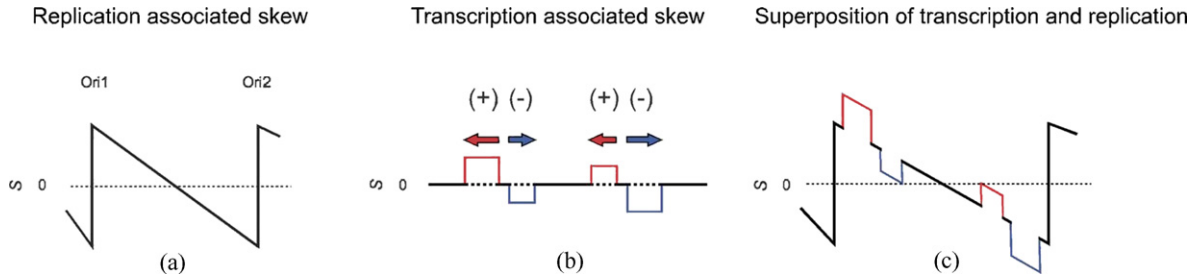 Replication associated skew
Transcription associated skew
Superposition of transcription and replication
Ori1
Ori2
S 0
(a)
(+) (-) (+) (-)
S 0
(b)
S 0
(c)